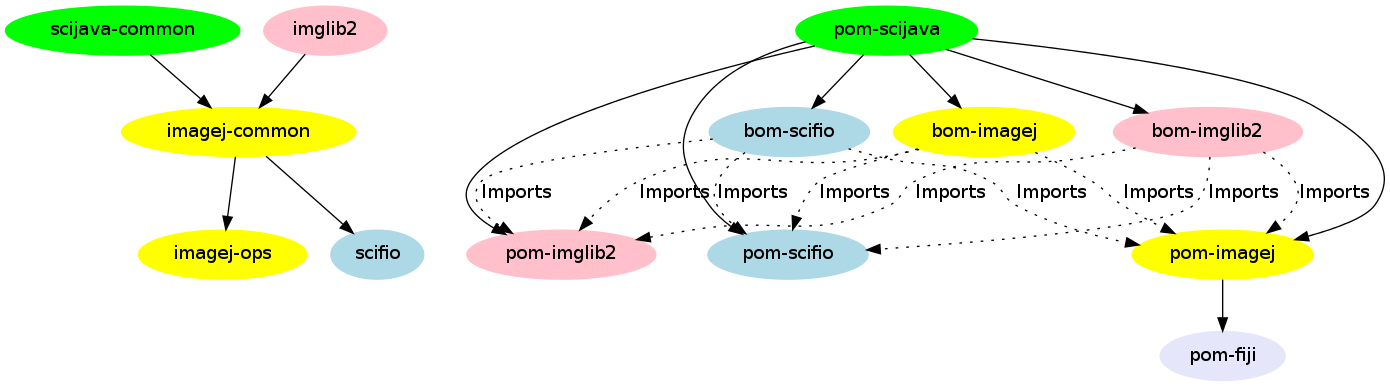 scijava-common
imglib2
pom-scijava
imagej-common
bom-scifio
bom-imagej
bom-imglib2
Imports
Imports
Imports
Imports
Imports
Imports
Imports
Imports
Imports
imagej-ops
scifio
pom-imglib2
pom-scifio
pom-imagej
pom-fiji